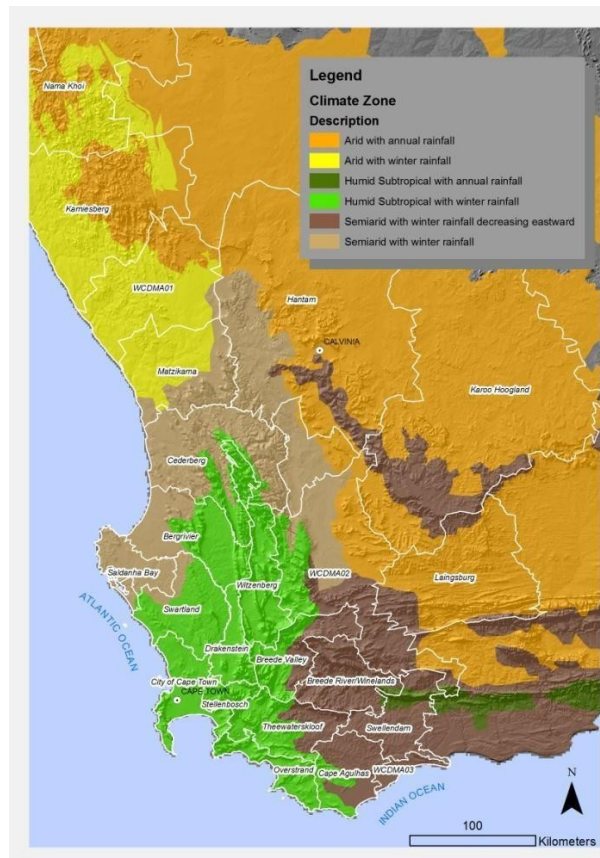 Legend
Climate Zone
Description
Arid with annual rainfall
Arid with winter rainfall
Humid Subtropical with annual rainfall
Humid Subtropical with winter rainfall
Semiarid with winter rainfall decreasing eastward
Semiarid with winter rainfall
Nama Khoi
Kamiesberg
WCDMA01
Hantam
CALVINIA
Matzikama
Karoo Hoogland
Cederberg
Bergrivier
Saldanha Bay
WCDMA02
Laingsburg
Witzenberg
Swartland
ATLANTIC OCEAN
Drakenstein
Breede Valley
City of Cape Town
Breede River/Winelands
CAPE TOWN
Stellenbosch
Theewaterskloof
Swellendam
Overstrand
Cape Agulhas
WCDMA03
INDIAN OCEAN
N
100
Kilometers